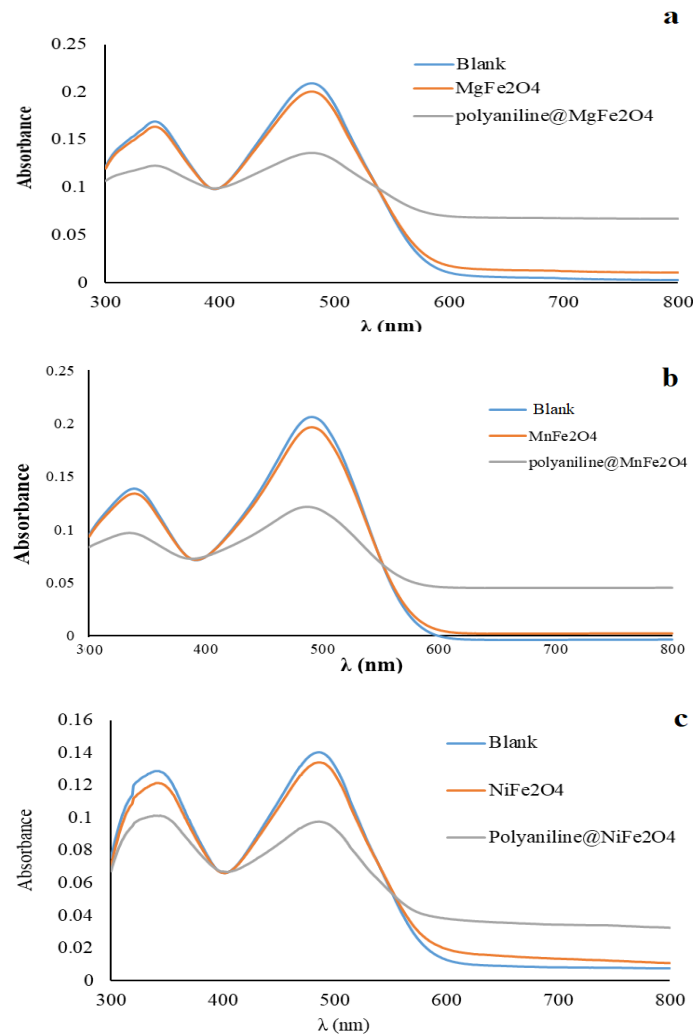 a
0.25
0.2
0.15
0.1
0.05
0
Absorbance
Blank
MgFe2O4
polyaniline@MgFe2O4
300 400 500 600 700 800
λ (nm)
b
0.25
0.2
0.15
0.1
0.05
0
Absorbance
Blank
MnFe2O4
polyaniline@MnFe2O4
300 400 500 600 700 800
λ (nm)
c
0.16
0.14
0.12
0.1
0.08
0.06
0.04
0.02
0
Absorbance
Blank
NiFe2O4
Polyaniline@NiFe2O4
300 400 500 600 700 800
λ (nm)